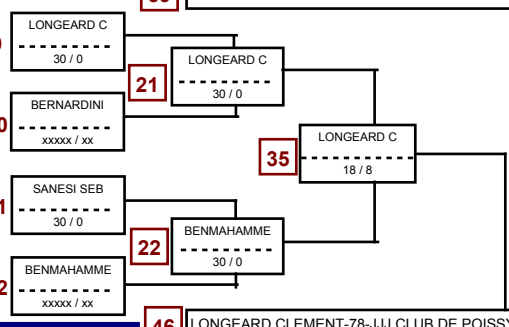 LONGEARD C
30 / 0
21
LONGEARD C
30 / 0
BERNARDINI
xxxxx / xx
35
LONGEARD C
18 / 8
SANESI SEB
30 / 0
22
BENMAHAMME
30 / 0
BENMAHAMME
xxxxx / xx
46
LONGEARD CLEMENT-78-JJJ CLUB DE POISSY